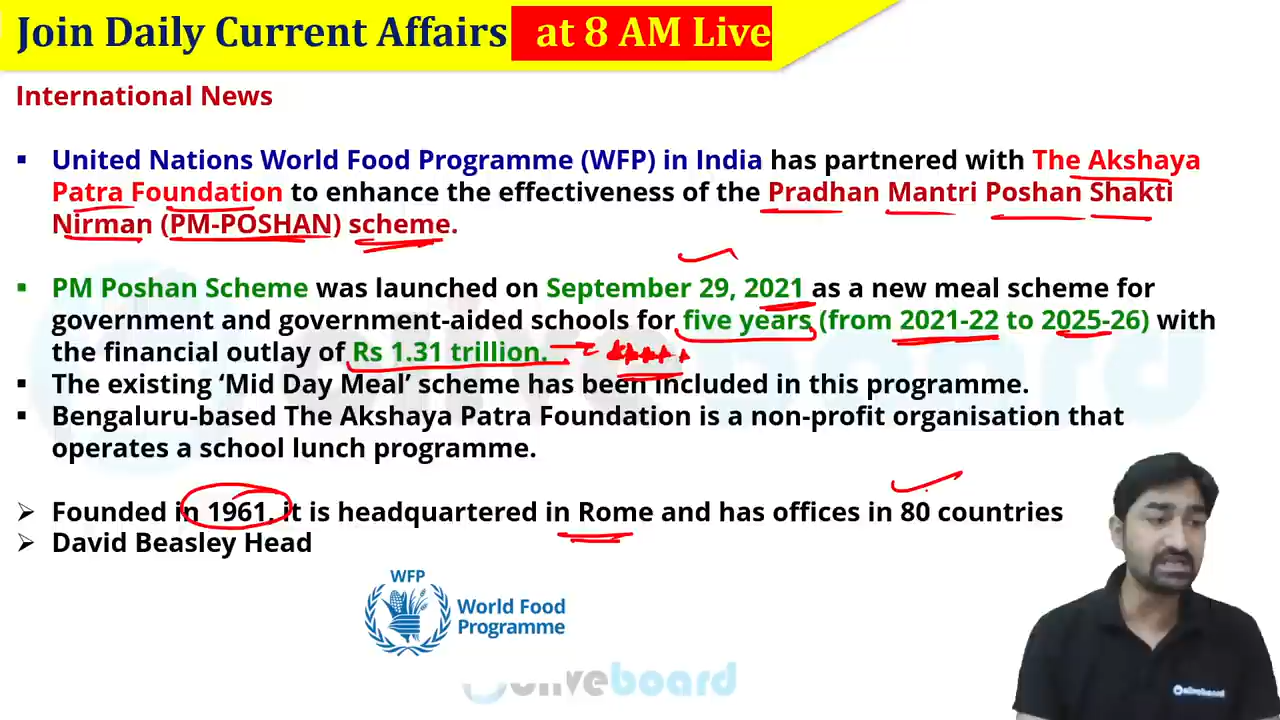 Join Daily Current Affairs at 8 AM Live
International News
▪ United Nations World Food Programme (WFP) in India has partnered with The Akshaya
Patra Foundation to enhance the effectiveness of the Pradhan Mantri Poshan Shakti
Nirman (PM-POSHAN) scheme.
▪ PM Poshan Scheme was launched on September 29, 2021 as a new meal scheme for
government and government-aided schools for five years (from 2021-22 to 2025-26) with
the financial outlay of Rs 1.31 trillion.
▪ The existing ‘Mid Day Meal’ scheme has been included in this programme.
▪ Bengaluru-based The Akshaya Patra Foundation is a non-profit organisation that
operates a school lunch programme.
➢ Founded in 1961, it is headquartered in Rome and has offices in 80 countries
➢ David Beasley Head
WFP
World Food
Programme
oliveboard
oliveboard